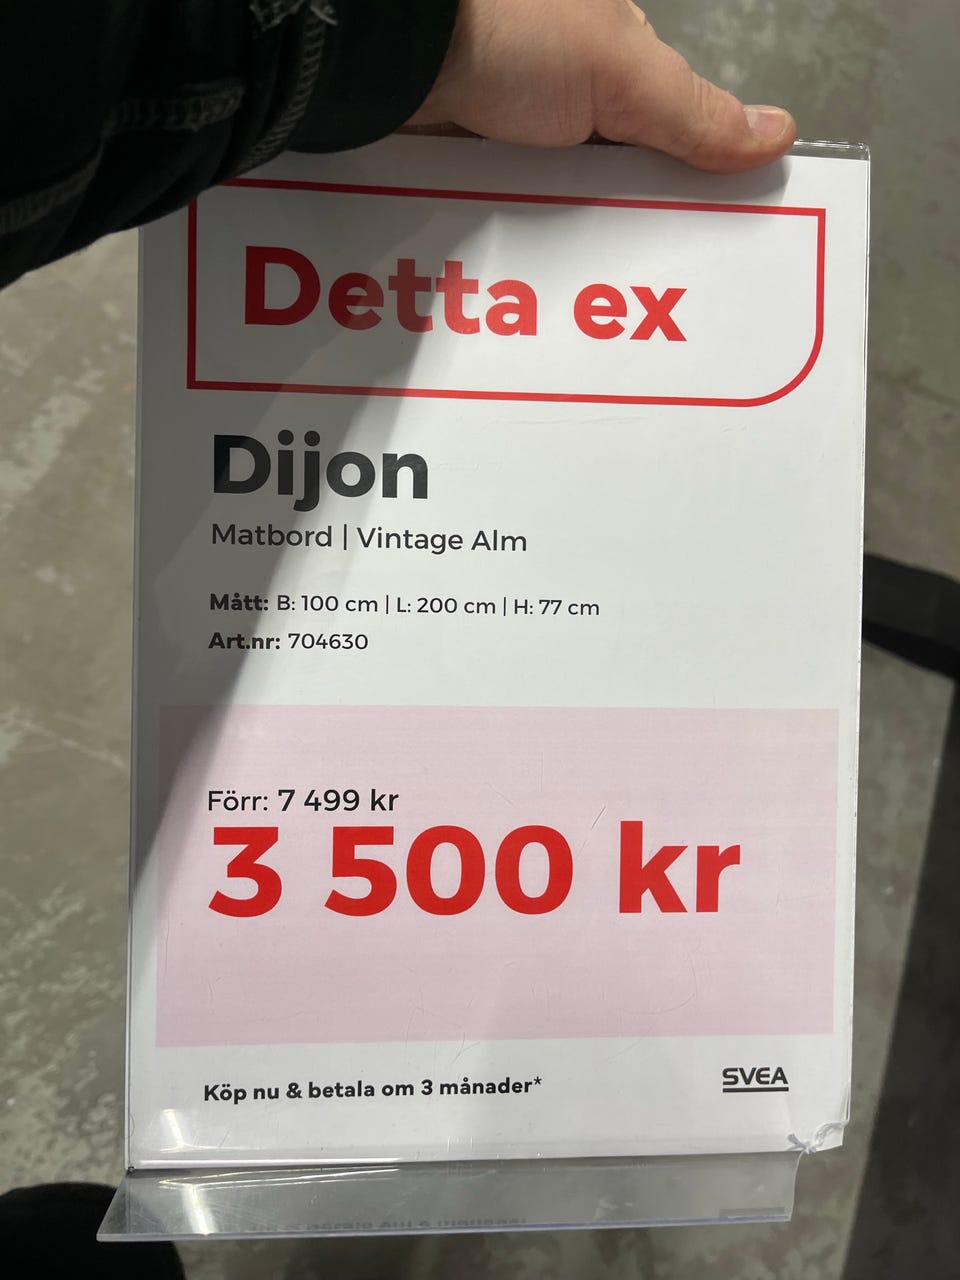 Detta ex
Dijon
Matbord | Vintage Alm
Mått: B: 100 cm | L: 200 cm | H: 77 cm
Art.nr: 704630
Förr: 7 499 kr
3 500 kr
Köp nu & betala om 3 månader*
SVEA